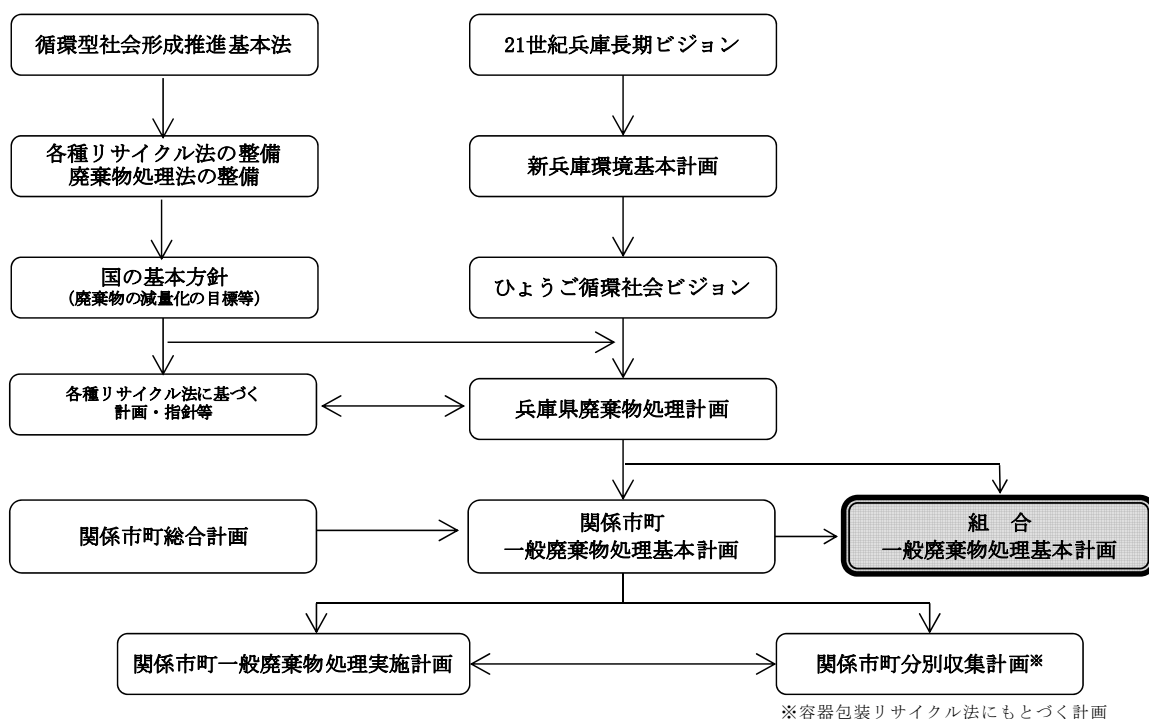 循環型社会形成推進基本法
21世紀兵庫長期ビジョン
各種リサイクル法の整備
廃棄物処理法の整備
新兵庫環境基本計画
国の基本方針
(廃棄物の減量化の目標等)
ひょうご循環社会ビジョン
各種リサイクル法に基づく
計画・指針等
兵庫県廃棄物処理計画
関係市町総合計画
関係市町
一般廃棄物処理基本計画
組　合
一般廃棄物処理基本計画
関係市町一般廃棄物処理実施計画
関係市町分別収集計画※
※容器包装リサイクル法にもとづく計画